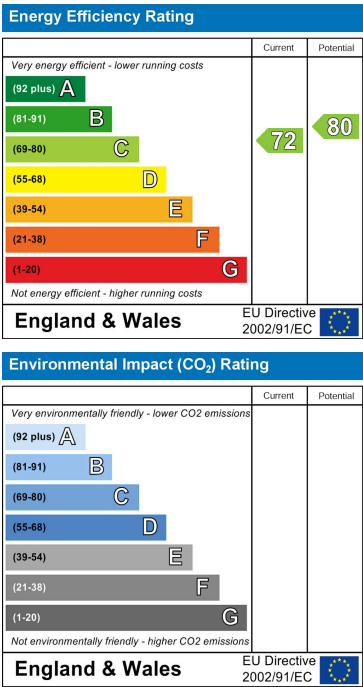 Energy Efficiency Rating
Current Potential
Very energy efficient - lower running costs
(92 plus) A
(81-91) B
(69-80) C
(55-68) D
(39-54) E
(21-38) F
(1-20) G
72 80
Not energy efficient - higher running costs
England & Wales
EU Directive
2002/91/EC
Environmental Impact (CO₂) Rating
Current Potential
Very environmentally friendly - lower CO2 emissions
(92 plus) A
(81-91) B
(69-80) C
(55-68) D
(39-54) E
(21-38) F
(1-20) G
Not environmentally friendly - higher CO2 emissions
England & Wales
EU Directive
2002/91/EC